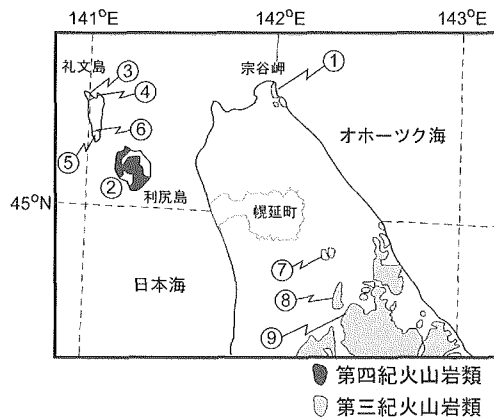 141°E
142°E
143°E
礼文島
③
④
宗谷岬
①
オホーツク海
⑥
⑤
②
利尻島
45°N
幌延町
日本海
⑦
⑧
⑨
第四紀火山岩類
第三紀火山岩類